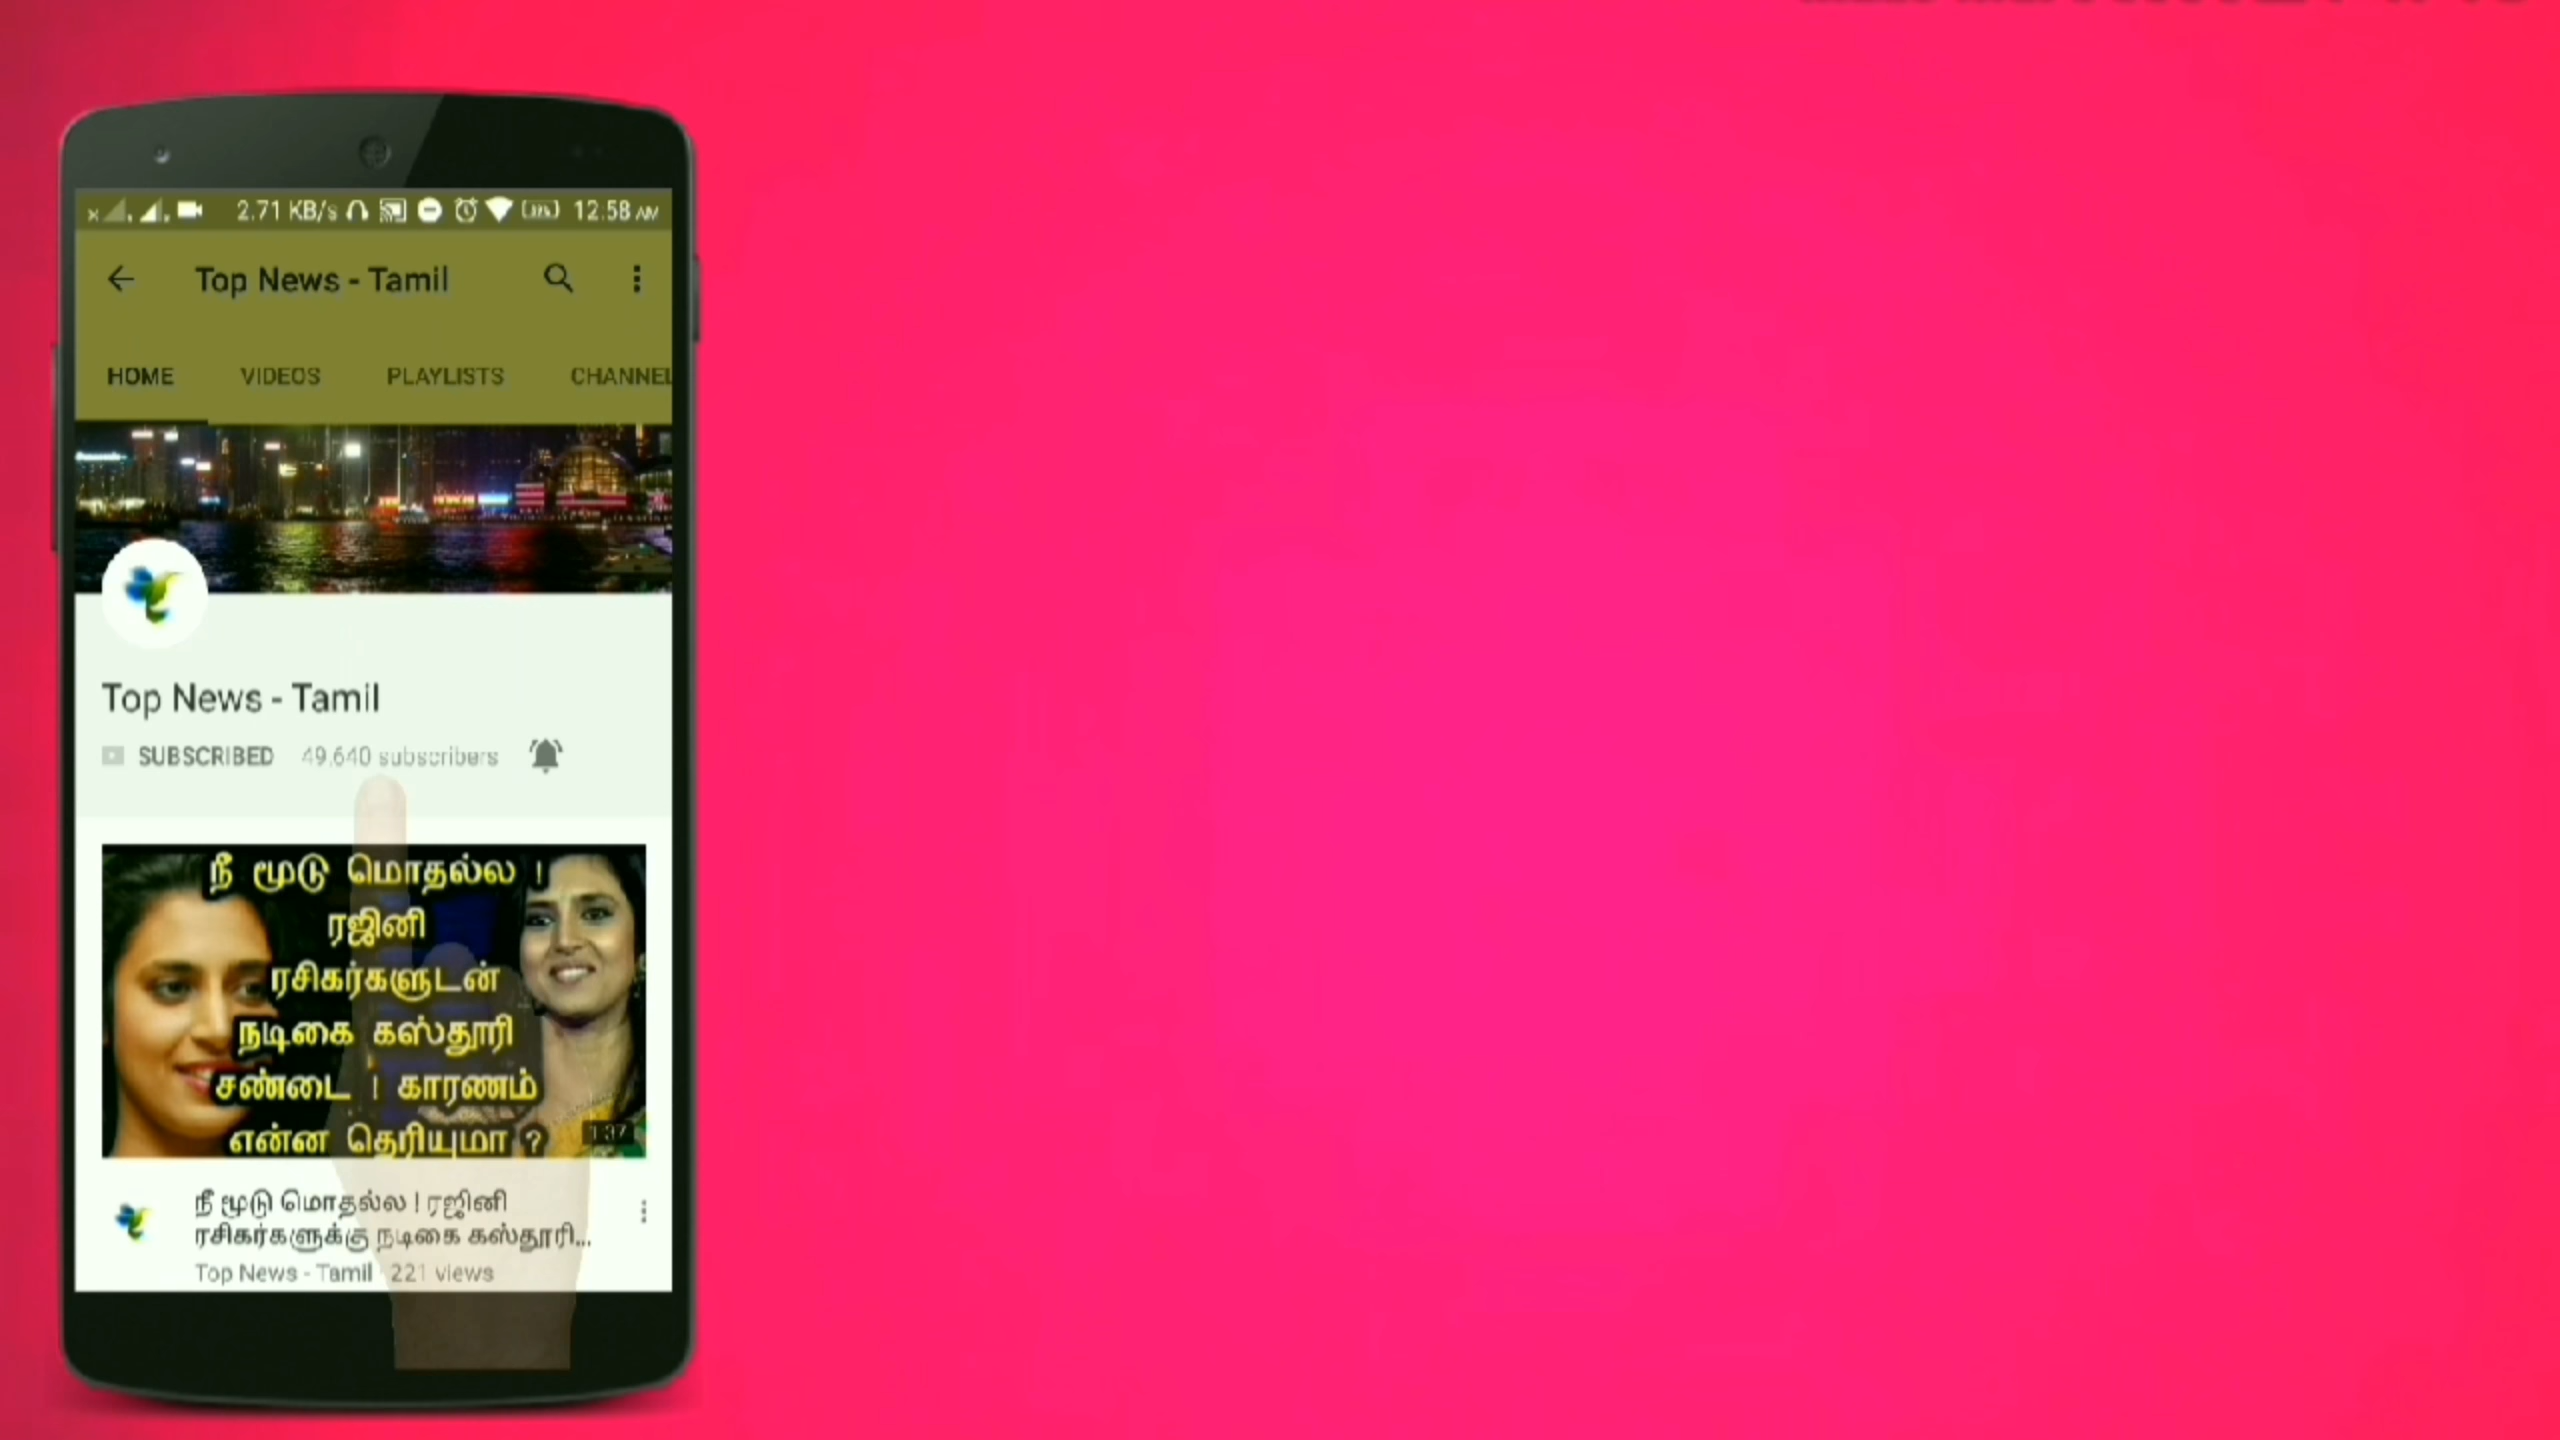 2.71 KB/s 12.58 AM
Top News - Tamil
HOME VIDEOS PLAYLISTS CHANNEL
Top News - Tamil
SUBSCRIBED 49,640 subscribers
நீ மூடு மொதல்ல !
ரஜினி
ரசிகர்களுடன்
நடிகை கஸ்தூரி
சண்டை ! காரணம்
என்ன தெரியுமா ?
1:37
நீ மூடு மொதல்ல ! ரஜினி
ரசிகர்களுக்கு நடிகை கஸ்தூரி...
Top News - Tamil 221 views